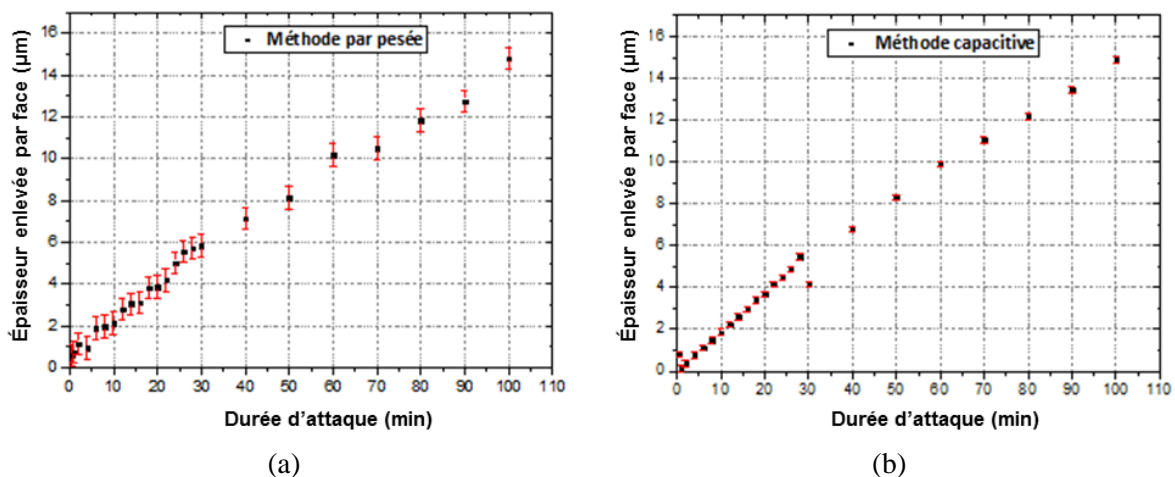 Méthode par pesée
Épaisseur enlevée par face (µm)
16
14
12
10
8
6
4
2
0
0 10 20 30 40 50 60 70 80 90 100 110
Durée d'attaque (min)
(a)
Méthode capacitive
Épaisseur enlevée par face (µm)
16
14
12
10
8
6
4
2
0
0 10 20 30 40 50 60 70 80 90 100 110
Durée d'attaque (min)
(b)